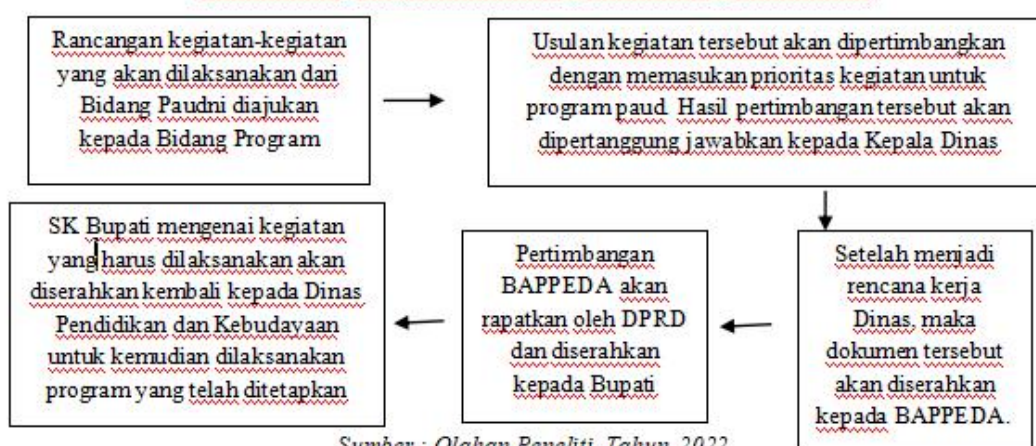 Rancangan kegiatan-kegiatan
yang akan dilaksanakan dari
Bidang Paudni diajukan
kepada Bidang Program
Usulan kegiatan tersebut akan dipertimbangkan
dengan memasukan prioritas kegiatan untuk
program paud. Hasil pertimbangan tersebut akan
dipertanggung jawabkan kepada Kepala Dinas
Setelah menjadi
rencana kerja
Dinas, maka
dokumen tersebut
akan diserahkan
kepada BAPPEDA.
Pertimbangan
BAPPEDA akan
rapatkan oleh DPRD
dan diserahkan
kepada Bupati
SK Bupati mengenai kegiatan
yang harus dilaksanakan akan
diserahkan kembali kepada Dinas
Pendidikan dan Kebudayaan
untuk kemudian dilaksanakan
program yang telah ditetapkan
Sumber : Olahan Peneliti, Tahun 2022